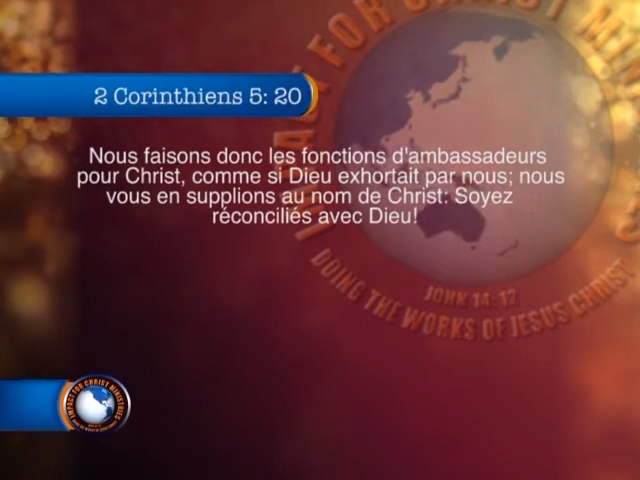 2 Corinthiens 5: 20
Nous faisons donc les fonctions d'ambassadeurs
pour Christ, comme si Dieu exhortait par nous; nous
vous en supplions au nom de Christ: Soyez
réconciliés avec Dieu!
IMPACT FOR CHRIST MINISTRIES
JOHN 14:12
DOING THE WORKS OF JESUS CHRIST
IMPACT FOR CHRIST MINISTRIES